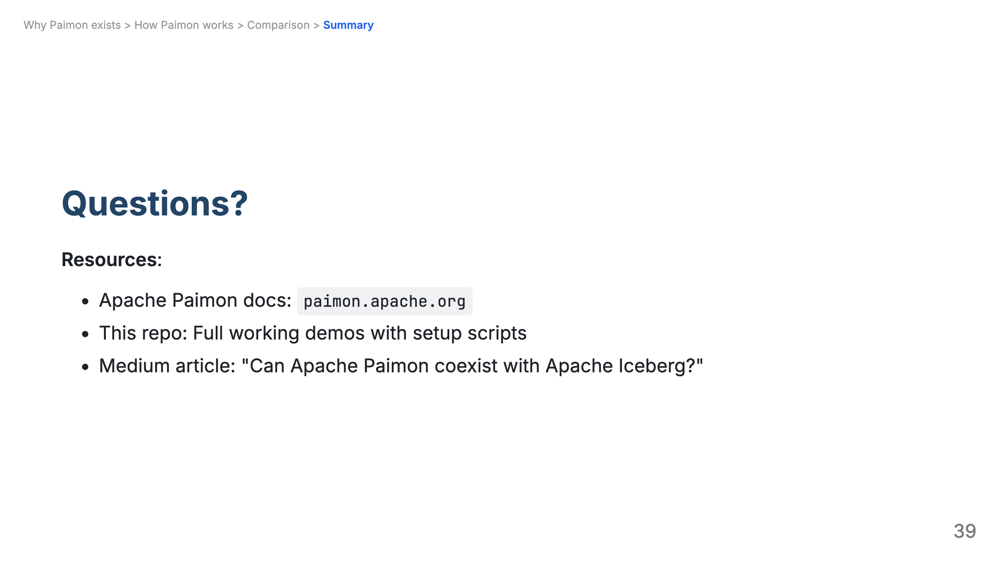 Why Paimon exists > How Paimon works > Comparison > Summary
Questions?
Resources:
• Apache Paimon docs: paimon.apache.org
• This repo: Full working demos with setup scripts
• Medium article: "Can Apache Paimon coexist with Apache Iceberg?"
39